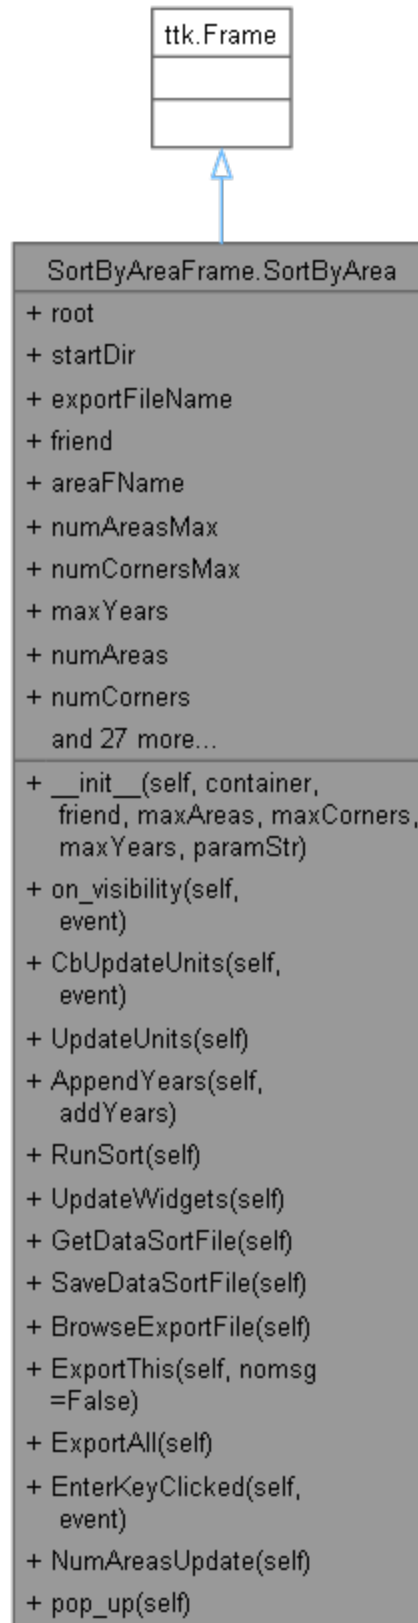 ttk.Frame
SortByAreaFrame.SortByArea
+ root
+ startDir
+ exportFileName
+ friend
+ areaFName
+ numAreasMax
+ numCornersMax
+ maxYears
+ numAreas
+ numCorners
and 27 more...
+ __init__(self, container,
friend, maxAreas, maxCorners,
maxYears, paramStr)
+ on_visibility(self,
event)
+ CbUpdateUnits(self,
event)
+ UpdateUnits(self)
+ AppendYears(self,
addYears)
+ RunSort(self)
+ UpdateWidgets(self)
+ GetDataSortFile(self)
+ SaveDataSortFile(self)
+ BrowseExportFile(self)
+ ExportThis(self, nomsg
=False)
+ ExportAll(self)
+ EnterKeyClicked(self,
event)
+ NumAreasUpdate(self)
+ pop_up(self)